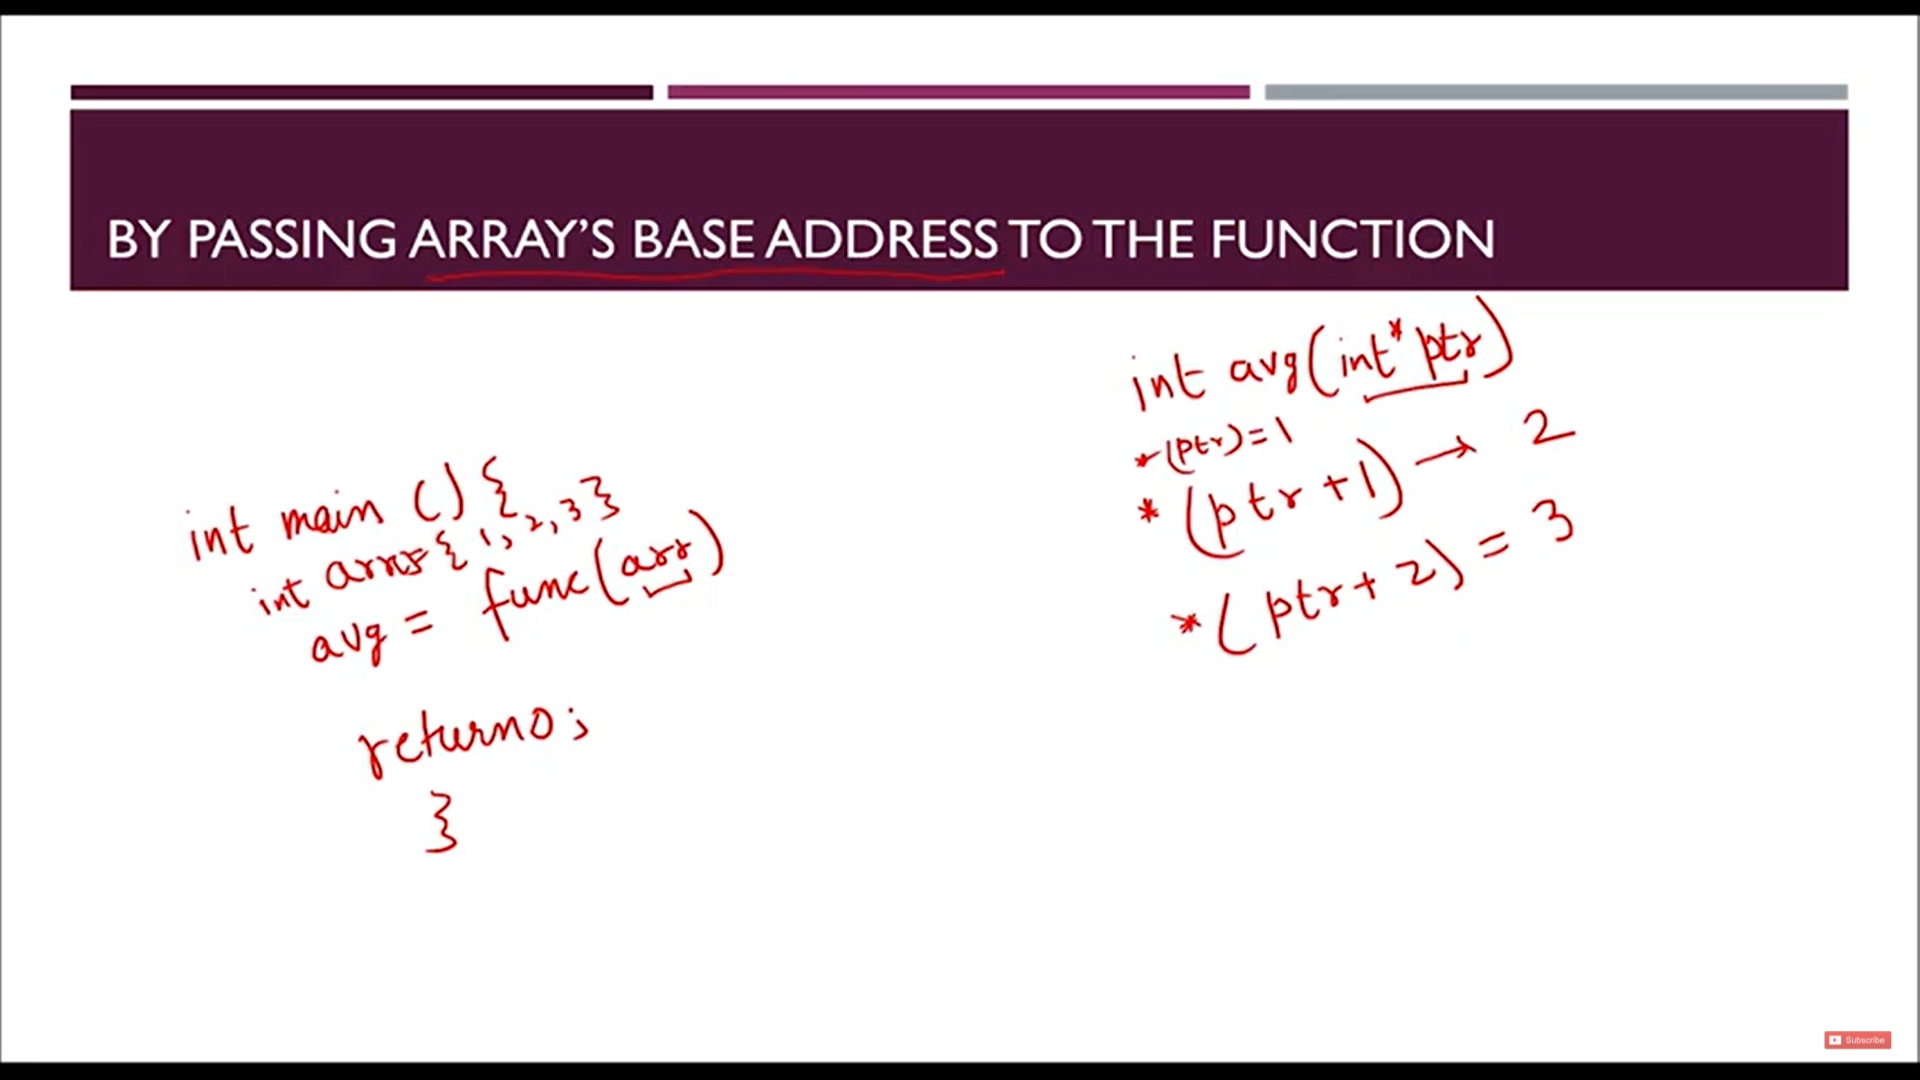 BY PASSING ARRAY'S BASE ADDRESS TO THE FUNCTION
int main () {
int arr={1,2,3}
avg = func(arr)
return 0;
}
int avg(int* ptr)
*(ptr)=1
*(ptr+1) → 2
*(ptr+2) = 3
Subscribe